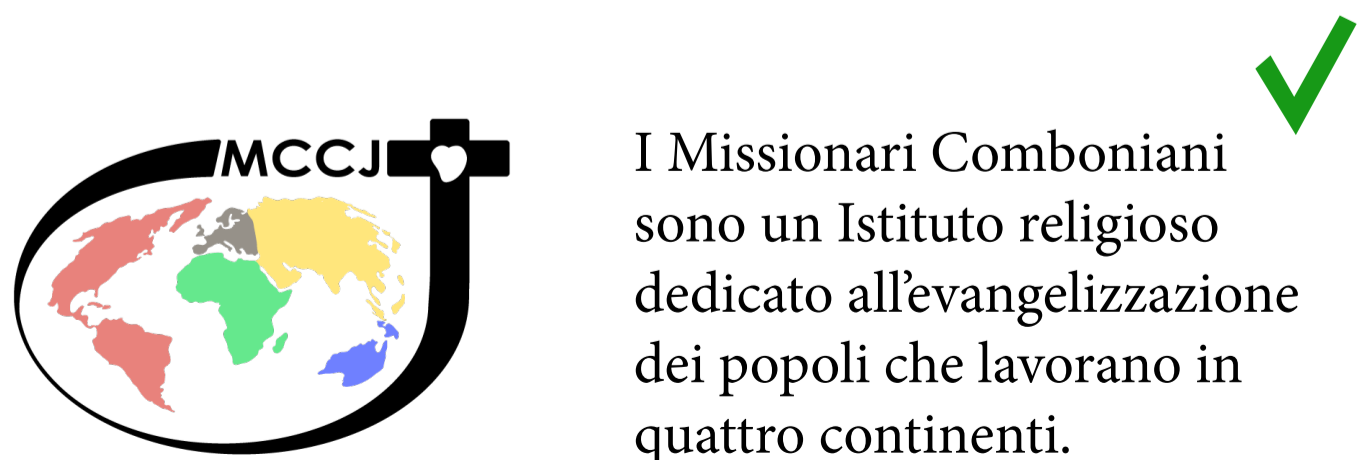 MCCJ
I Missionari Comboniani
sono un Istituto religioso
dedicato all’evangelizzazione
dei popoli che lavorano in
quattro continenti.